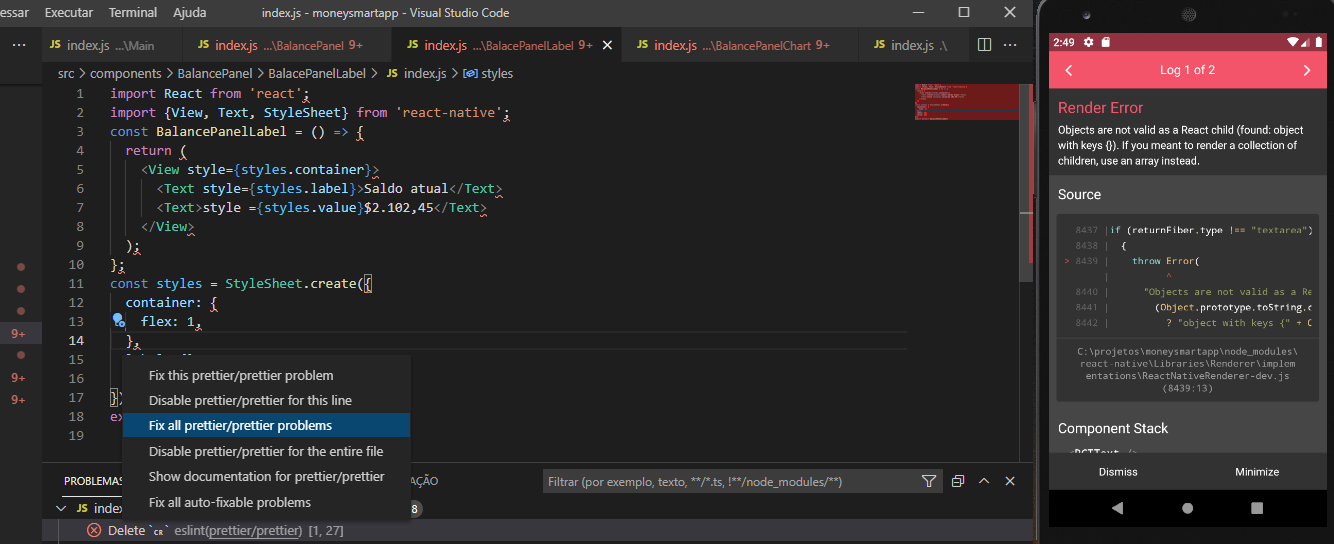 essar Executar Terminal Ajuda index.js - moneysmartapp - Visual Studio Code
··· JS index.js ...\Main JS index.js ...\BalancePanel 9+ JS index.js ...\BalacePanelLabel 9+ × JS index.js ...\BalancePanelChart 9+ JS index.js .\ ···
src > components > BalancePanel > BalacePanelLabel > JS index.js > styles
1 import React from 'react';
2 import {View, Text, StyleSheet} from 'react-native';
3 const BalancePanelLabel = () => {
4 return (
5 <View style={styles.container}>
6 <Text style={styles.label}>Saldo atual</Text>
7 <Text>style ={styles.value}$2.102,45</Text>
8 </View>
9 );
10 };
11 const styles = StyleSheet.create({
12 container: {
13 flex: 1,
14 },
15
16
17 })
18 ex
19
9+
9+
9+
Fix this prettier/prettier problem
Disable prettier/prettier for this line
Fix all prettier/prettier problems
Disable prettier/prettier for the entire file
Show documentation for prettier/prettier
Fix all auto-fixable problems
PROBLEMAS AÇÃO Filtrar (por exemplo, texto, **/*.ts, !**/node_modules/**)
JS index 8
Delete `CR` eslint(prettier/prettier) [1, 27]
2:49
Log 1 of 2
Render Error
Objects are not valid as a React child (found: object
with keys {}). If you meant to render a collection of
children, use an array instead.
Source
8437 |if (returnFiber.type !== "textarea")
8438 | {
> 8439 | throw Error(
| ^
8440 | "Objects are not valid as a Re
8441 | (Object.prototype.toString.c
8442 | ? "object with keys {" + O
C:\projetos\moneysmartapp\node_modules\
react-native\Libraries\Renderer\implem
entations\ReactNativeRenderer-dev.js
(8439:13)
Component Stack
<RCTText />
Dismiss Minimize